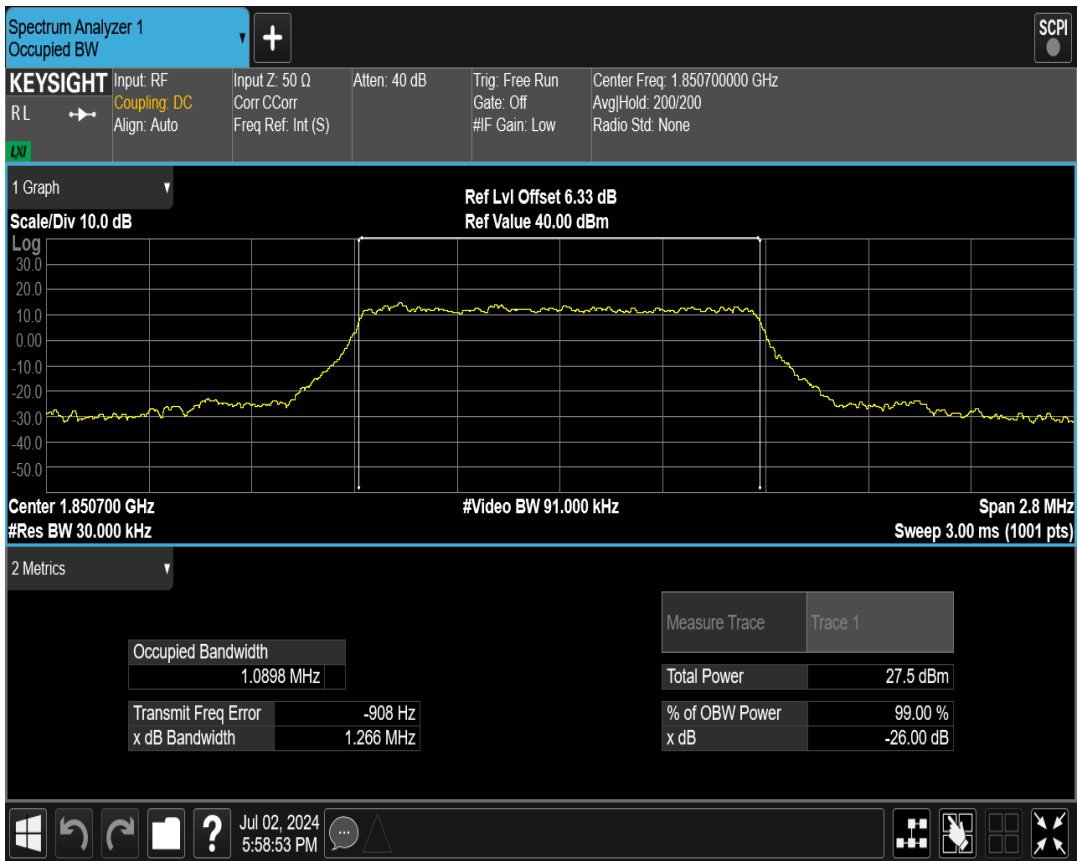 Spectrum Analyzer 1
Occupied BW
+
SCPI
KEYSIGHT
RL
LXI
Input: RF
Coupling: DC
Align: Auto
Input Z: 50 Ω
Corr CCorr
Freq Ref: Int (S)
Atten: 40 dB
Trig: Free Run
Gate: Off
#IF Gain: Low
Center Freq: 1.850700000 GHz
Avg|Hold: 200/200
Radio Std: None
1 Graph
Scale/Div 10.0 dB
Ref Lvl Offset 6.33 dB
Ref Value 40.00 dBm
Log
30.0
20.0
10.0
0.00
-10.0
-20.0
-30.0
-40.0
-50.0
Center 1.850700 GHz
#Video BW 91.000 kHz
Span 2.8 MHz
#Res BW 30.000 kHz
Sweep 3.00 ms (1001 pts)
2 Metrics
Measure Trace Trace 1
Occupied Bandwidth
1.0898 MHz
Total Power 27.5 dBm
Transmit Freq Error -908 Hz
% of OBW Power 99.00 %
x dB Bandwidth 1.266 MHz
x dB -26.00 dB
?
Jul 02, 2024
5:58:53 PM